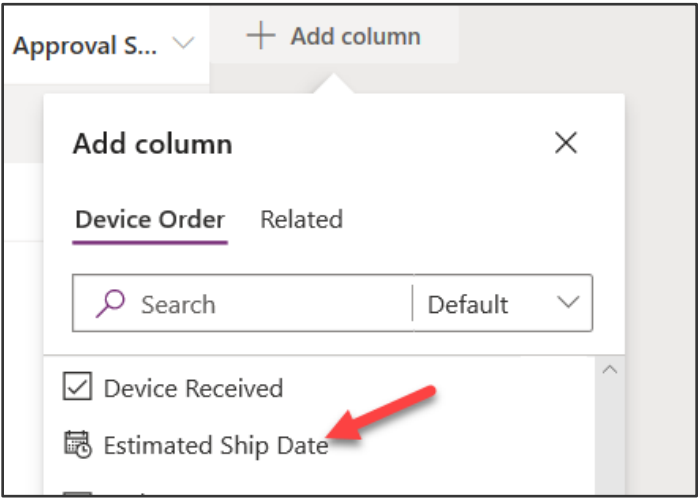 Approval S...
Add column
Add column
Device Order Related
Search Default
Device Received
Estimated Ship Date